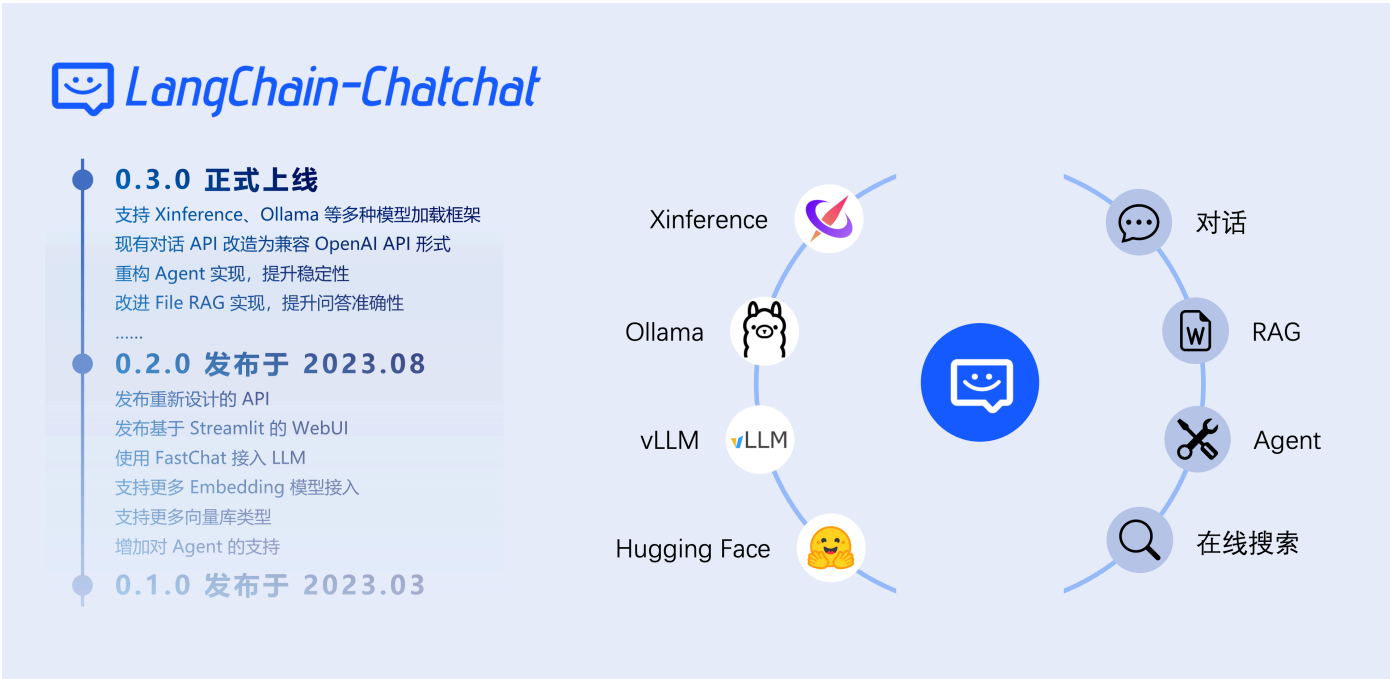 LangChain-Chatchat
0.3.0 正式上线
支持 Xinference、Ollama 等多种模型加载框架
现有对话 API 改造为兼容 OpenAI API 形式
重构 Agent 实现，提升稳定性
改进 File RAG 实现，提升问答准确性
......
0.2.0 发布于 2023.08
发布重新设计的 API
发布基于 Streamlit 的 WebUI
使用 FastChat 接入 LLM
支持更多 Embedding 模型接入
支持更多向量库类型
增加对 Agent 的支持
0.1.0 发布于 2023.03
Xinference
Ollama
vLLM
vLLM
Hugging Face
对话
W
RAG
Agent
在线搜索